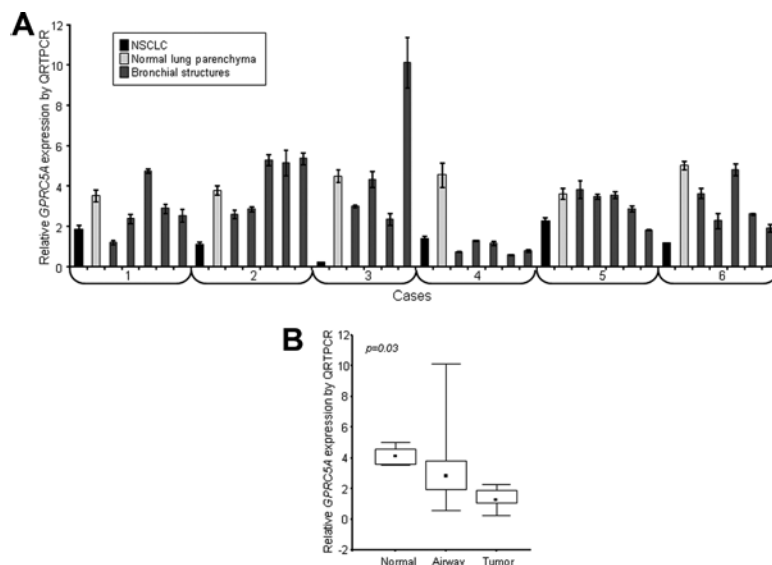 A
NSCLC
Normal lung parenchyma
Bronchial structures
Relative GPRC5A expression by QRTPCR
12
10
8
6
4
2
0
1 2 3 4 5 6
Cases
B
p=0.03
Relative GPRC5A expression by QRTPCR
12
10
8
6
4
2
0
-2
Normal Airway Tumor